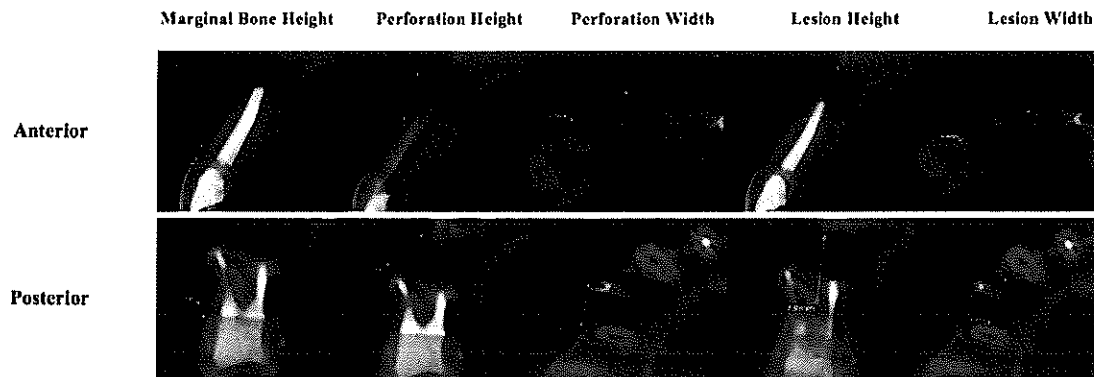 Marginal Bone Height Perforation Height Perforation Width Lesion Height Lesion Width
Anterior
Posterior